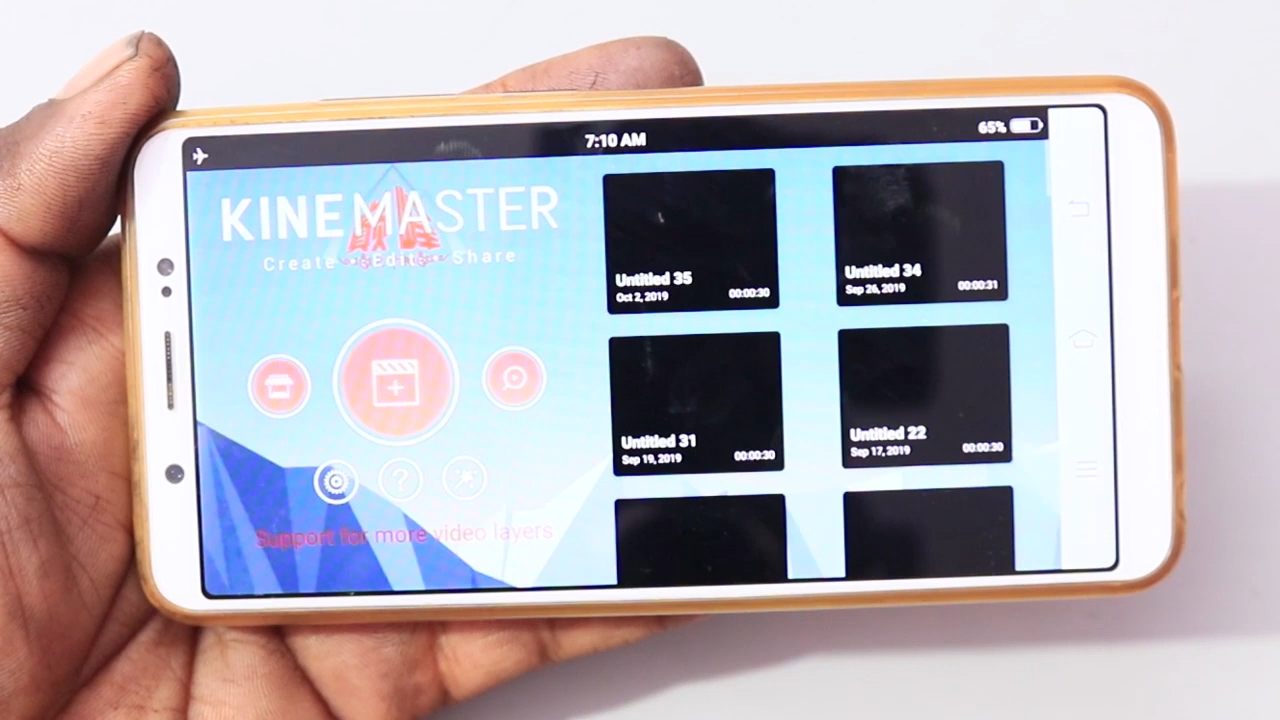 7:10 AM
65%
KINEMASTER
Create • Edit • Share
Support for more video layers
Untitled 35
Oct 2, 2019 00:00:30
Untitled 34
Sep 26, 2019 00:00:31
Untitled 31
Sep 19, 2019 00:00:30
Untitled 22
Sep 17, 2019 00:00:30